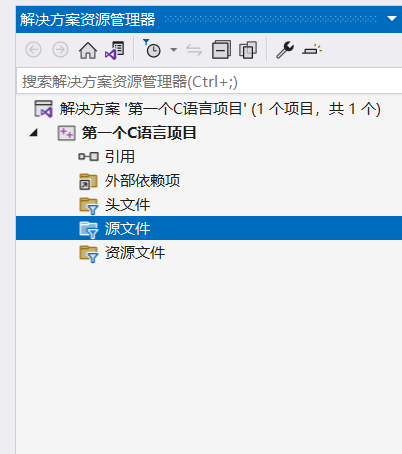 解决方案资源管理器
搜索解决方案资源管理器(Ctrl+;)
解决方案 '第一个C语言项目' (1 个项目，共 1 个)
第一个C语言项目
引用
外部依赖项
头文件
源文件
资源文件